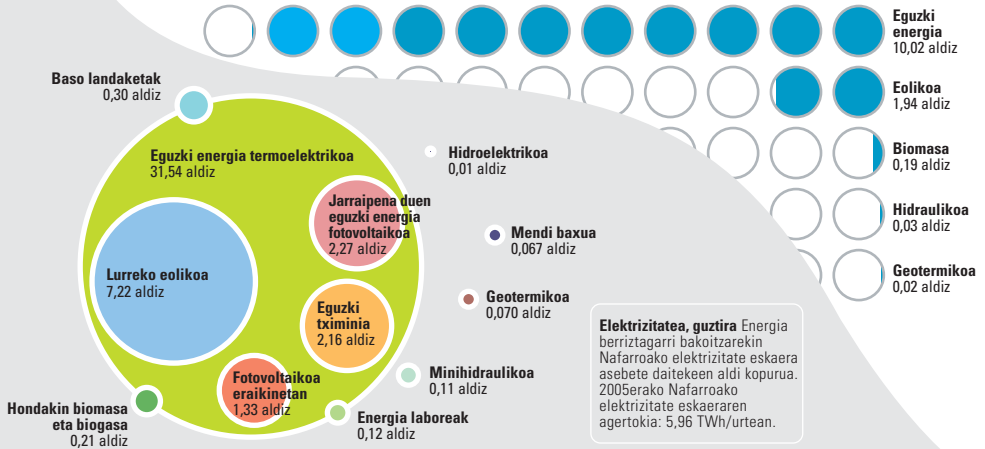 Eguzki
energia
10,02 aldiz
Eolikoa
1,94 aldiz
Biomasa
0,19 aldiz
Hidraulikoa
0,03 aldiz
Geotermikoa
0,02 aldiz
Baso landaketak
0,30 aldiz
Eguzki energia termoelektrikoa
31,54 aldiz
Jarraipena duen
eguzki energia
fotovoltaikoa
2,27 aldiz
Lurreko eolikoa
7,22 aldiz
Eguzki
tximinia
2,16 aldiz
Fotovoltaikoa
eraikinetan
1,33 aldiz
Hondakin biomasa
eta biogasa
0,21 aldiz
Energia laboreak
0,12 aldiz
Minihidraulikoa
0,11 aldiz
Hidroelektrikoa
0,01 aldiz
Mendi baxua
0,067 aldiz
Geotermikoa
0,070 aldiz
Elektrizitatea, guztira Energia
berriztagarri bakoitzarekin
Nafarroako elektrizitate eskaera
asebete daitekeen aldi kopurua.
2005erako Nafarroako
elektrizitate eskaeraren
agertokia: 5,96 TWh/urtean.